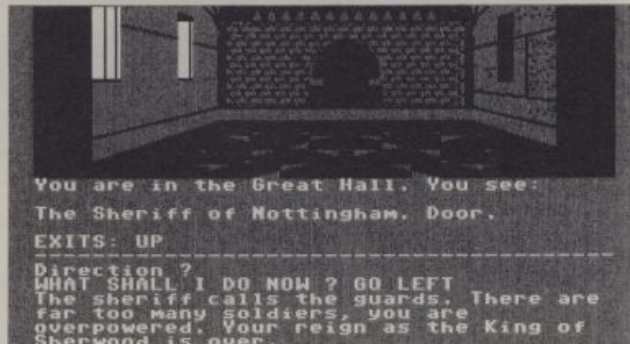 You are in the Great Hall. You see:
The Sheriff of Nottingham. Door.
EXITS: UP
Direction ?
WHAT SHALL I DO NOW ? GO LEFT
The sheriff calls the guards. There are
far too many soldiers, you are
overpowered. Your reign as the King of
Sherwood is over.